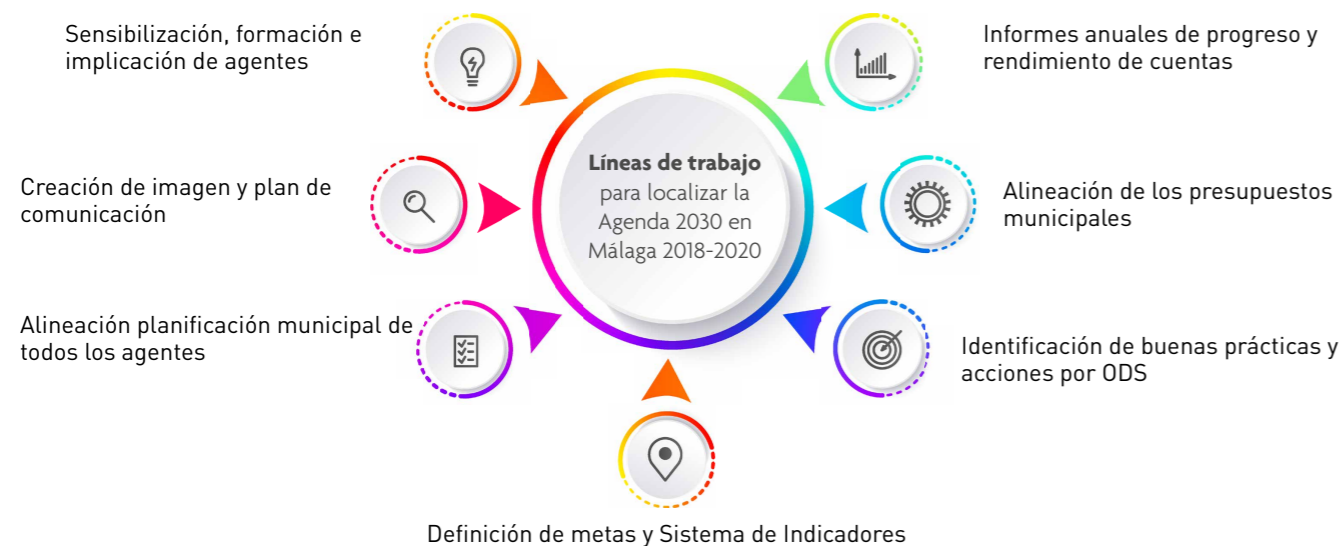 Sensibilización, formación e
implicación de agentes
Informes anuales de progreso y
rendimiento de cuentas
Líneas de trabajo
para localizar la
Agenda 2030 en
Málaga 2018-2020
Creación de imagen y plan de
comunicación
Alineación de los presupuestos
municipales
Alineación planificación municipal de
todos los agentes
Identificación de buenas prácticas y
acciones por ODS
Definición de metas y Sistema de Indicadores